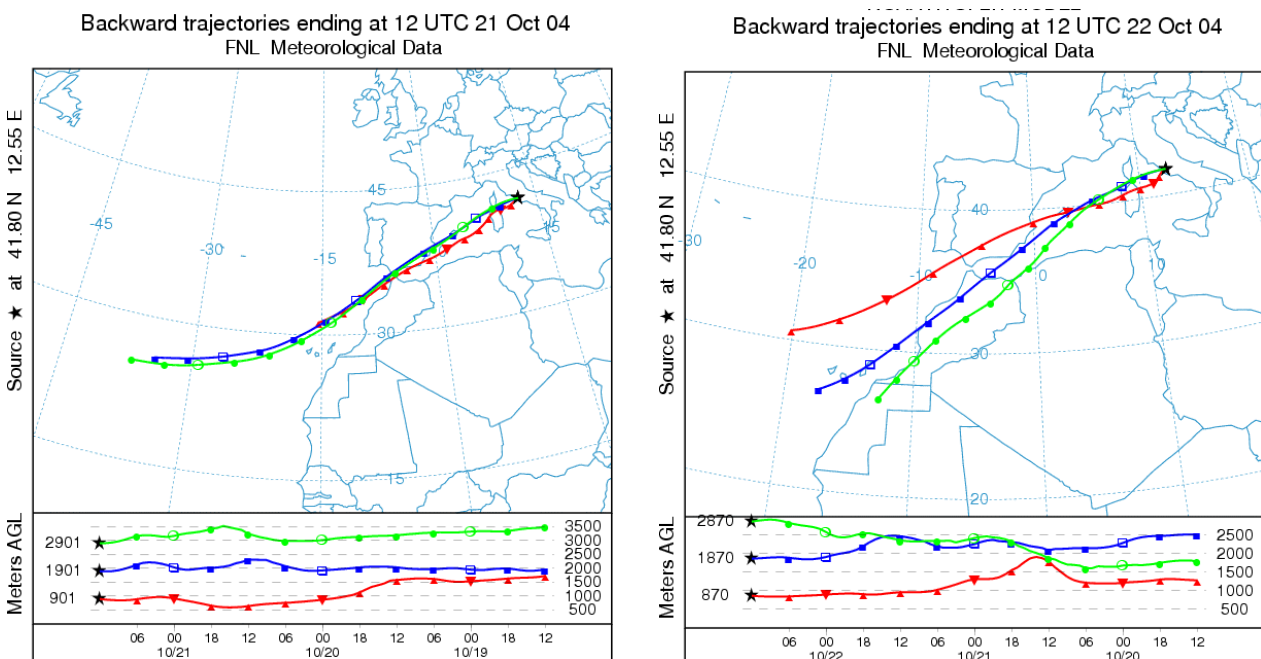 Backward trajectories ending at 12 UTC 21 Oct 04
FNL Meteorological Data
Source ★ at 41.80 N 12.55 E
45
-45
-30
-15
15
30
15
Meters AGL
2901
1901
901
3500
3000
2500
2000
1500
1000
500
06 00 18 12 06 00 18 12 06 00 18 12
10/21 10/20 10/19
Backward trajectories ending at 12 UTC 22 Oct 04
FNL Meteorological Data
Source ★ at 41.80 N 12.55 E
40
-30
-20
-10
0
10
30
20
Meters AGL
2870
1870
870
2500
2000
1500
1000
500
06 00 18 12 06 00 18 12 06 00 18 12
10/22 10/21 10/20